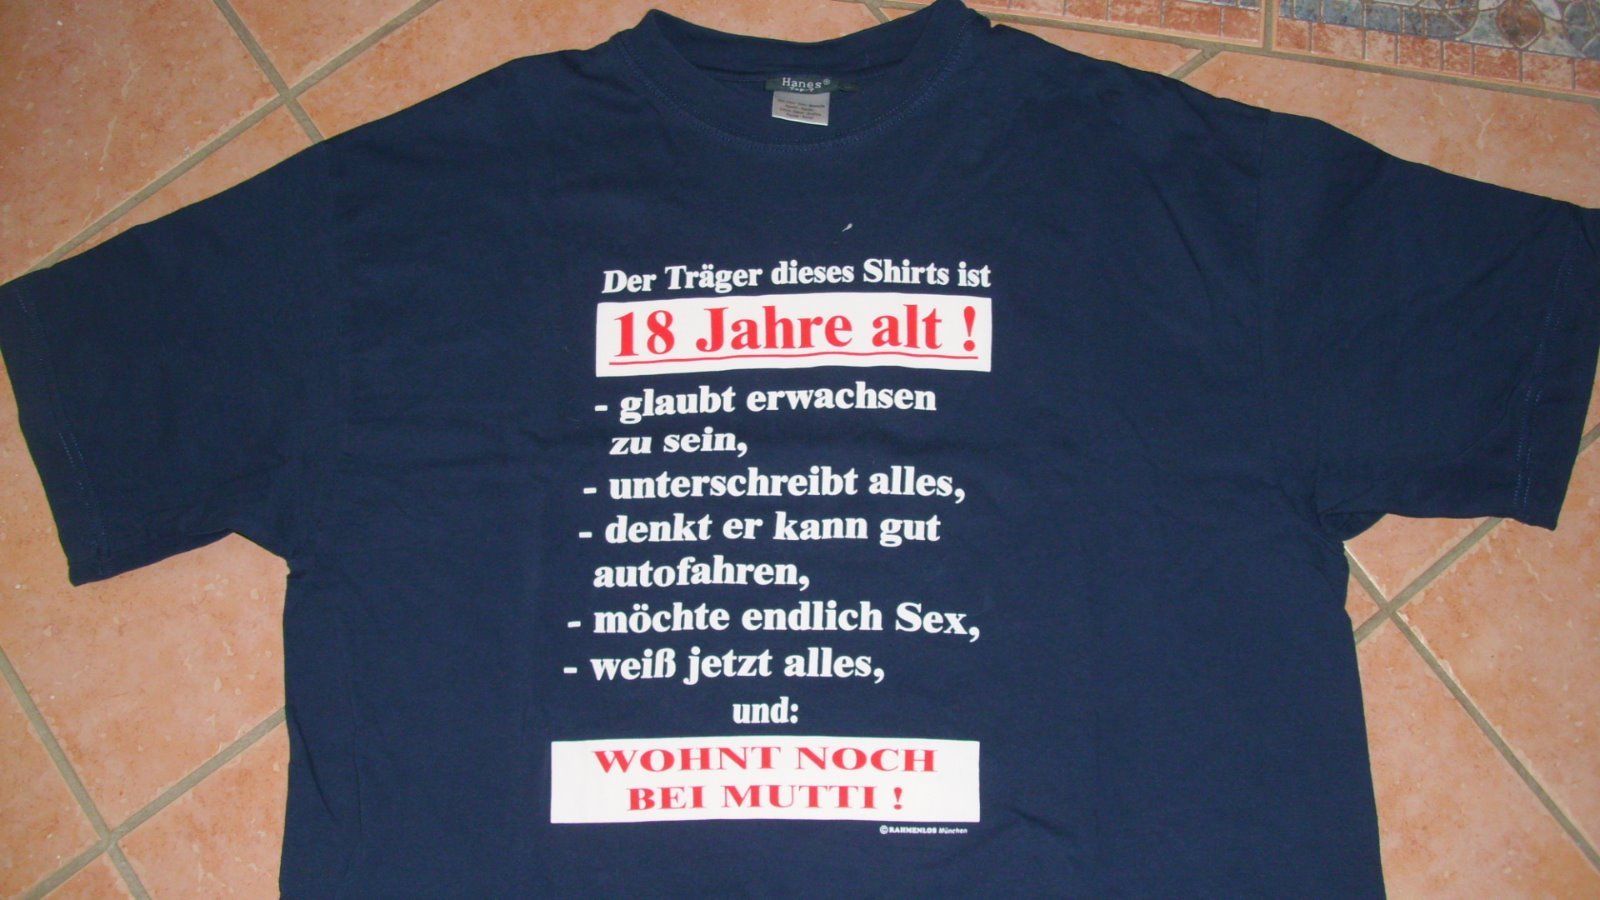 Hanes®
Der Träger dieses Shirts ist
18 Jahre alt !
- glaubt erwachsen
zu sein,
- unterschreibt alles,
- denkt er kann gut
autofahren,
- möchte endlich Sex,
- weiß jetzt alles,
und:
WOHNT NOCH
BEI MUTTI !
©RAHMENLOS München